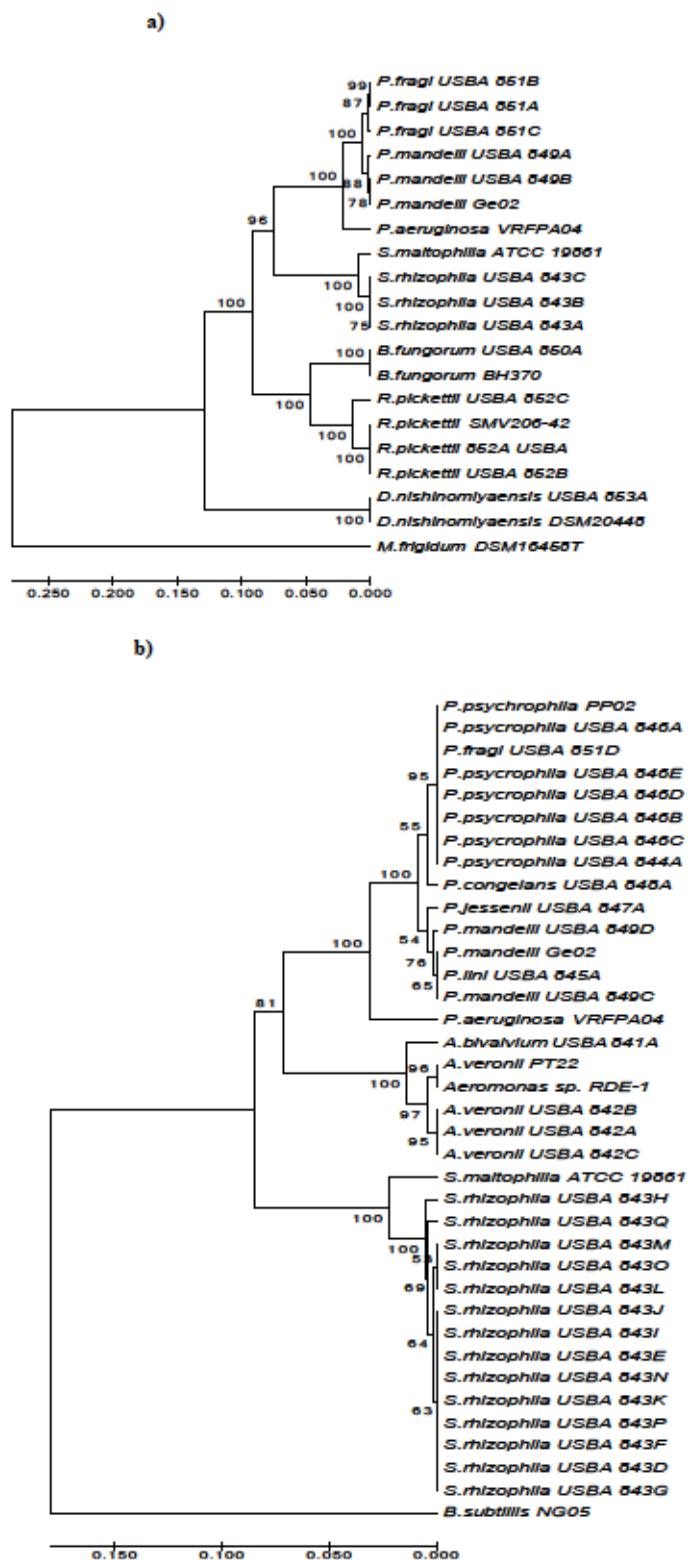 a)
99
P.fragi USBA 851B
87
P.fragi USBA 851A
P.fragi USBA 851C
100
P.mandelii USBA 849A
100
88
P.mandelii USBA 849B
78
P.mandelii Ge02
96
P.aeruginosa VRFPA04
S.maltophilia ATCC 19861
100
S.rhizophila USBA 843C
100
100
S.rhizophila USBA 843B
75
S.rhizophila USBA 843A
100
B.fungorum USBA 850A
B.fungorum BH370
100
R.pickettii USBA 852C
100
R.pickettii SMV206-42
R.pickettii 852A USBA
100
R.pickettii USBA 852B
D.nishinomiyaensis USBA 853A
100
D.nishinomiyaensis DSM20448
M.frigidum DSM16458T
0.250 0.200 0.150 0.100 0.050 0.000
b)
P.psychrophila PP02
P.psycrophila USBA 846A
P.fragi USBA 851D
95
P.psycrophila USBA 846E
P.psycrophila USBA 846D
55
P.psycrophila USBA 846B
P.psycrophila USBA 846C
P.psycrophila USBA 844A
100
P.congelans USBA 848A
P.jessenii USBA 847A
54
P.mandelii USBA 849D
100
76
P.mandelii Ge02
65
P.lini USBA 845A
P.mandelii USBA 849C
81
P.aeruginosa VRFPA04
A.bivalvium USBA 841A
96
A.veronii PT22
100
Aeromonas sp. RDE-1
97
A.veronii USBA 842B
A.veronii USBA 842A
95
A.veronii USBA 842C
S.maltophilia ATCC 19861
S.rhizophila USBA 843H
100
S.rhizophila USBA 843Q
100
S.rhizophila USBA 843M
S.rhizophila USBA 843O
69
S.rhizophila USBA 843L
S.rhizophila USBA 843J
64
S.rhizophila USBA 843I
S.rhizophila USBA 843E
S.rhizophila USBA 843N
63
S.rhizophila USBA 843K
S.rhizophila USBA 843P
S.rhizophila USBA 843F
S.rhizophila USBA 843D
S.rhizophila USBA 843G
B.subtillis NG05
0.150 0.100 0.050 0.000